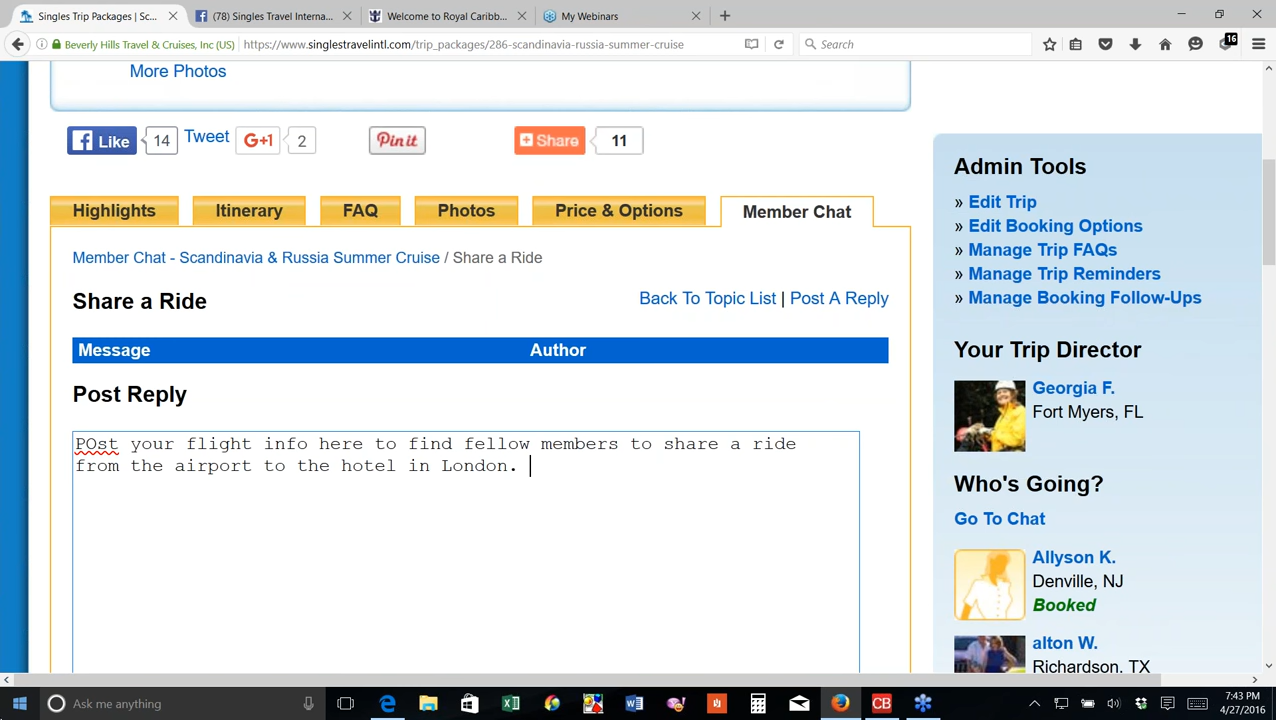 Singles Trip Packages | Sc...
(78) Singles Travel Interna...
Welcome to Royal Caribb...
My Webinars
Beverly Hills Travel & Cruises, Inc (US)
https://www.singlestravelintl.com/trip_packages/286-scandinavia-russia-summer-cruise
Search
16
More Photos
Like
14
Tweet
G+1
2
Pin it
Share
11
Highlights
Itinerary
FAQ
Photos
Price & Options
Member Chat
Member Chat - Scandinavia & Russia Summer Cruise / Share a Ride
Share a Ride
Back To Topic List | Post A Reply
Message Author
Post Reply
POst your flight info here to find fellow members to share a ride
from the airport to the hotel in London.
Admin Tools
» Edit Trip
» Edit Booking Options
» Manage Trip FAQs
» Manage Trip Reminders
» Manage Booking Follow-Ups
Your Trip Director
Georgia F.
Fort Myers, FL
Who's Going?
Go To Chat
Allyson K.
Denville, NJ
Booked
alton W.
Richardson, TX
Ask me anything
CB
7:43 PM
4/27/2016